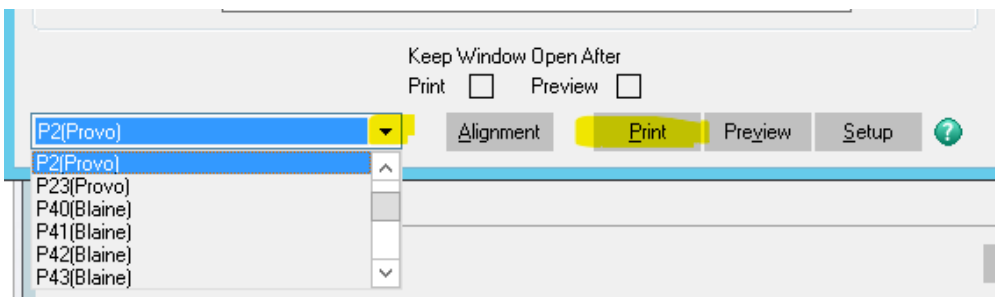 Keep Window Open After
Print Preview
P2(Provo) Alignment Print Preview Setup ?
P2(Provo)
P23(Provo)
P40(Blaine)
P41(Blaine)
P42(Blaine)
P43(Blaine)